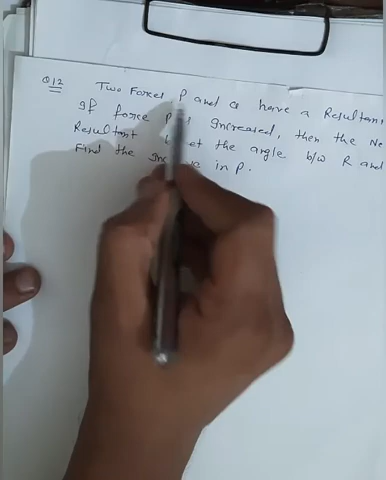 Q12 Two Forces P and Q have a Resultant
If force P is Increased, then the Ne
Resultant the angle b/w R and
Find the in P.